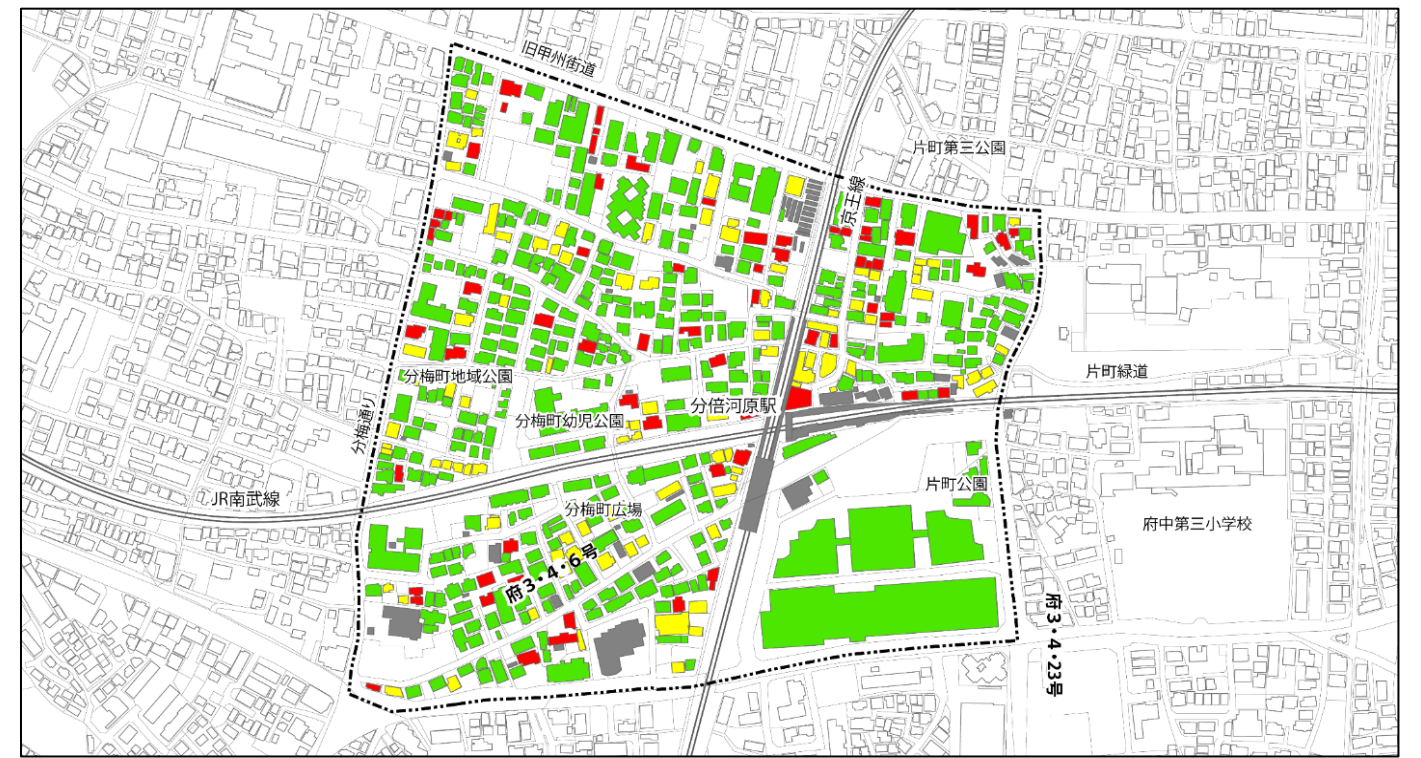 旧甲州街道
片町第三公園
京王線
片町緑道
分梅町地域公園
分倍河原駅
分梅町幼児公園
分梅通り
JR南武線
片町公園
分梅町広場
府中第三小学校
府3・4・6号
府3・4・23号